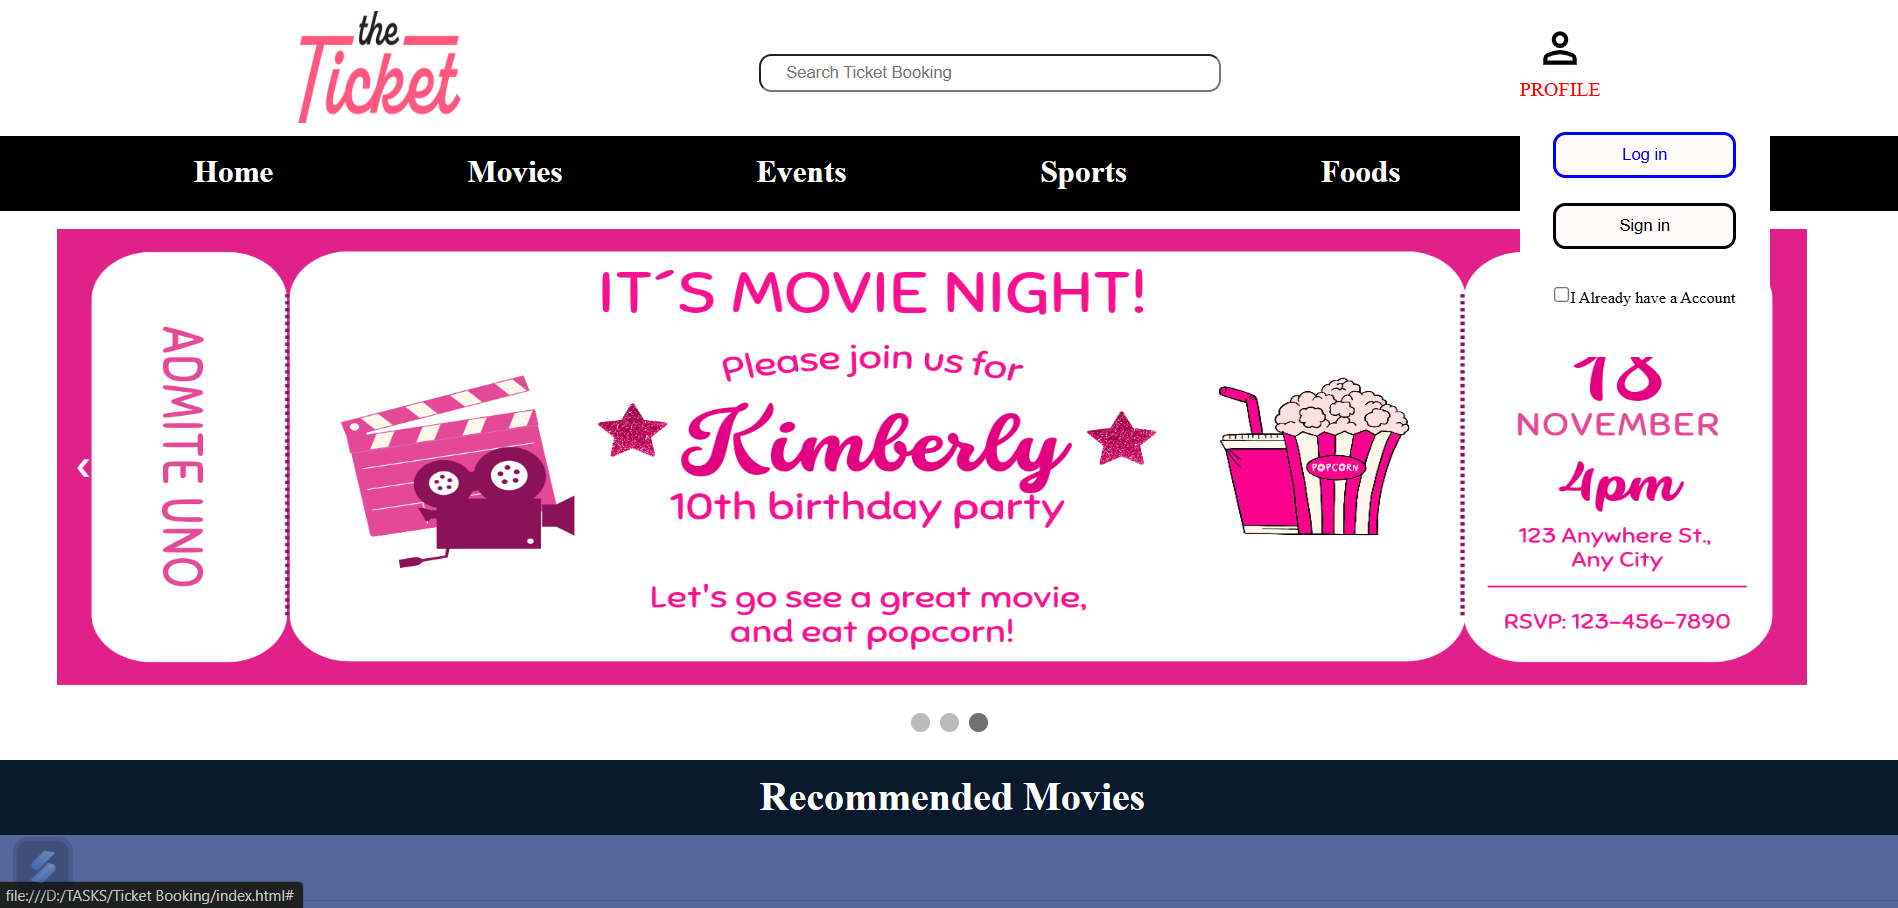 the
Ticket
Search Ticket Booking
PROFILE
Home
Movies
Events
Sports
Foods
Log in
Sign in
I Already have a Account
ADMITE UNO
IT´S MOVIE NIGHT!
Please join us for
Kimberly
10th birthday party
Let's go see a great movie,
and eat popcorn!
POPCORN
18
NOVEMBER
4pm
123 Anywhere St.,
Any City
RSVP: 123-456-7890
Recommended Movies
file:///D:/TASKS/Ticket Booking/index.html#